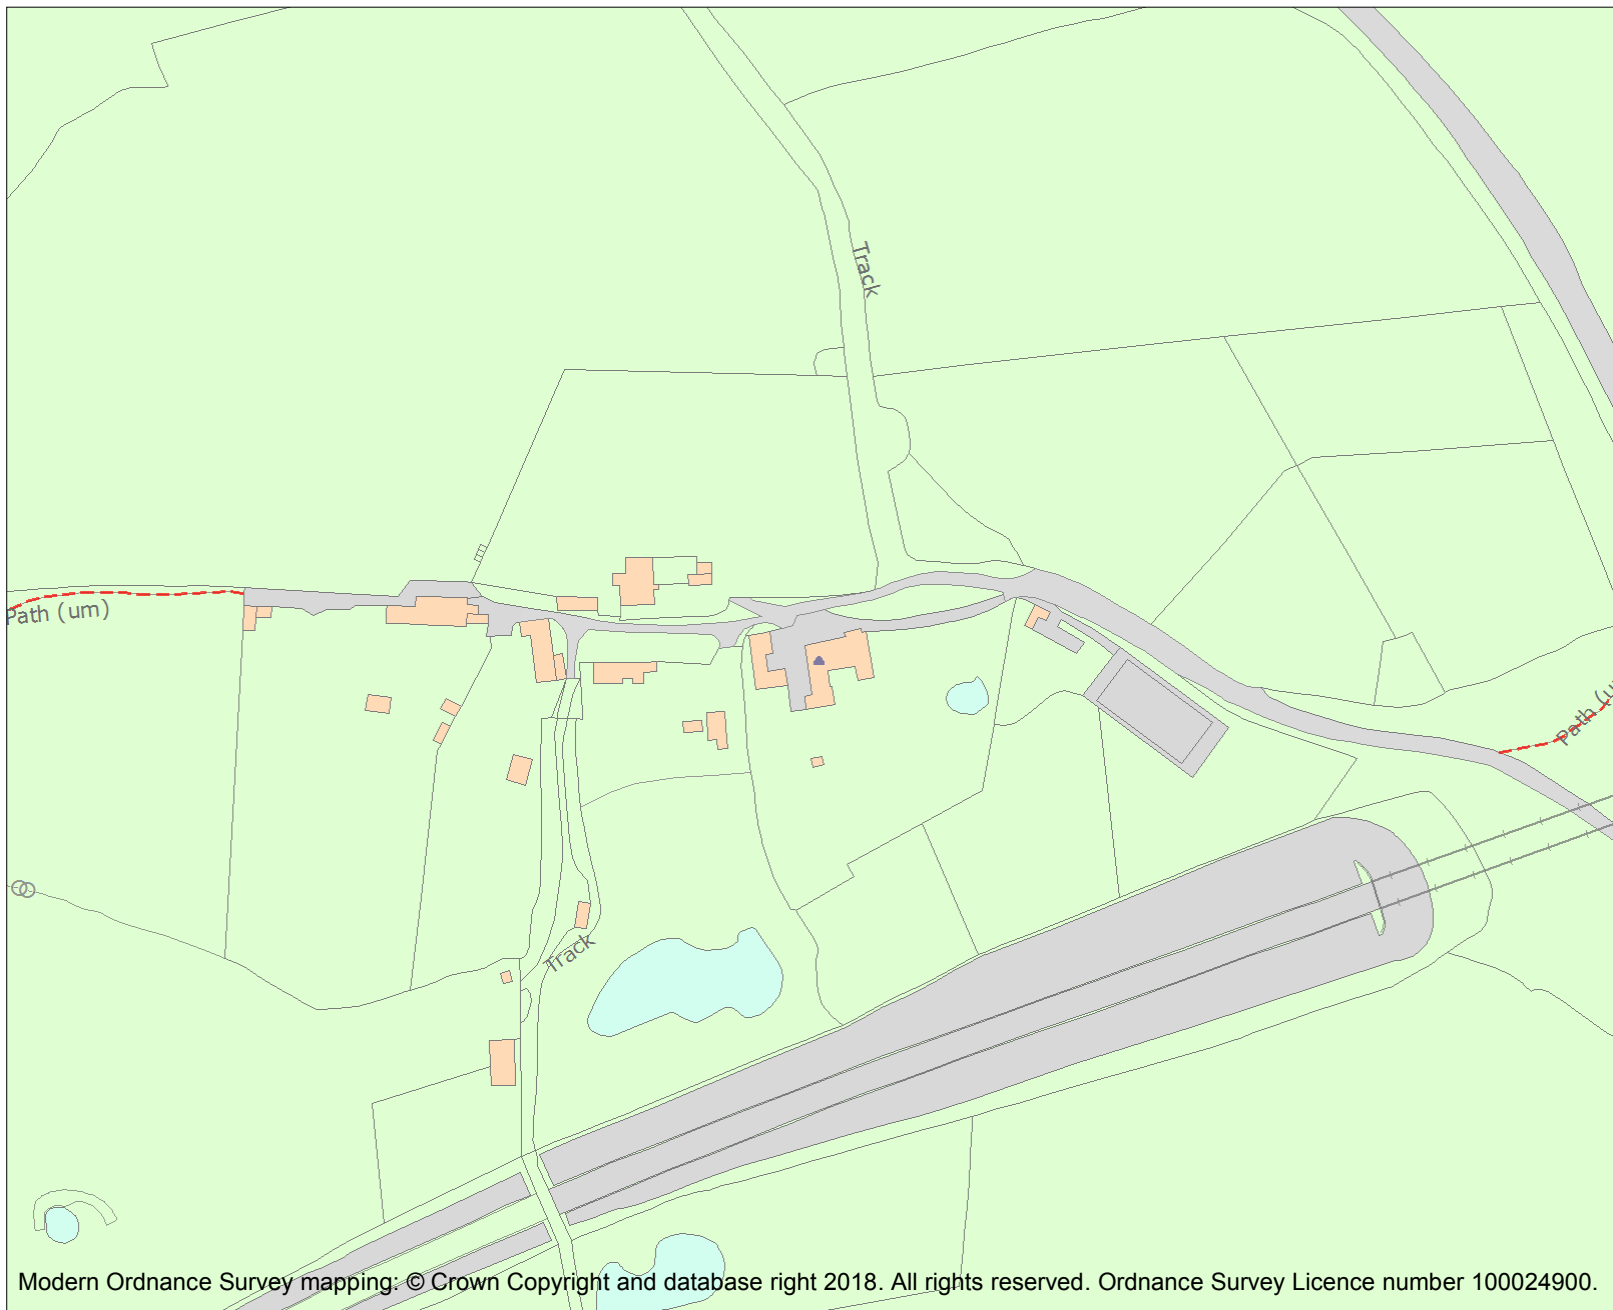 Track
Path (um)
Path (u
Track
Modern Ordnance Survey mapping: © Crown Copyright and database right 2018. All rights reserved. Ordnance Survey Licence number 100024900.